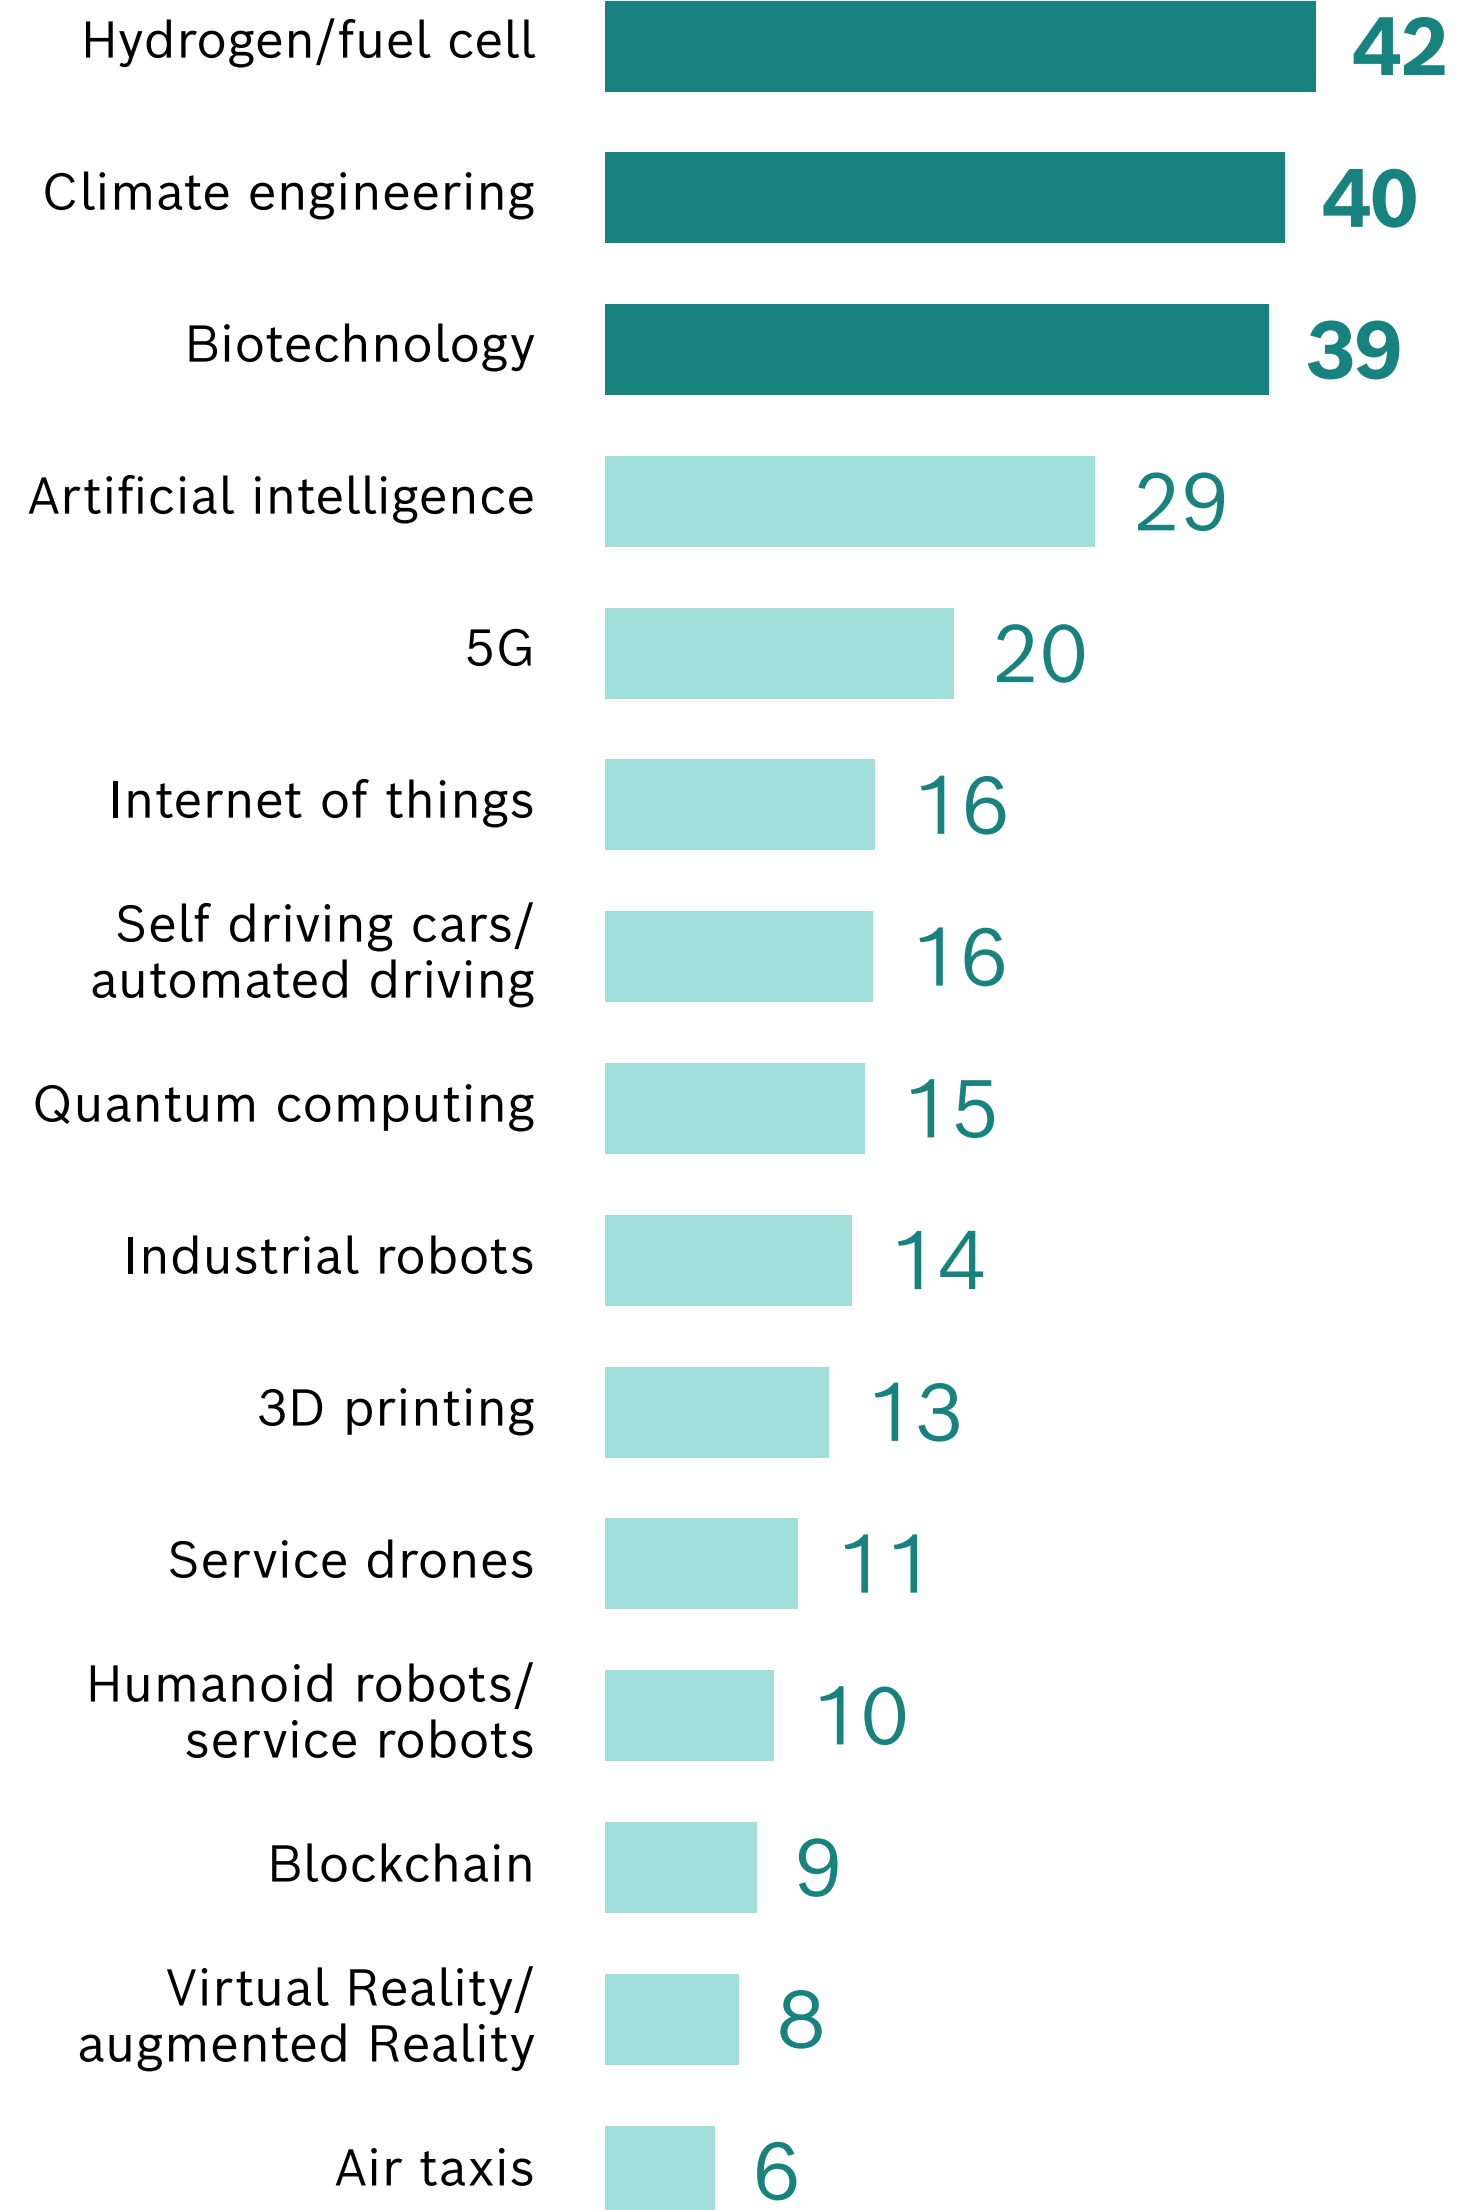 Hydrogen/fuel cell 42
Climate engineering 40
Biotechnology 39
Artificial intelligence 29
5G 20
Internet of things 16
Self driving cars/
automated driving 16
Quantum computing 15
Industrial robots 14
3D printing 13
Service drones 11
Humanoid robots/
service robots 10
Blockchain 9
Virtual Reality/
augmented Reality 8
Air taxis 6